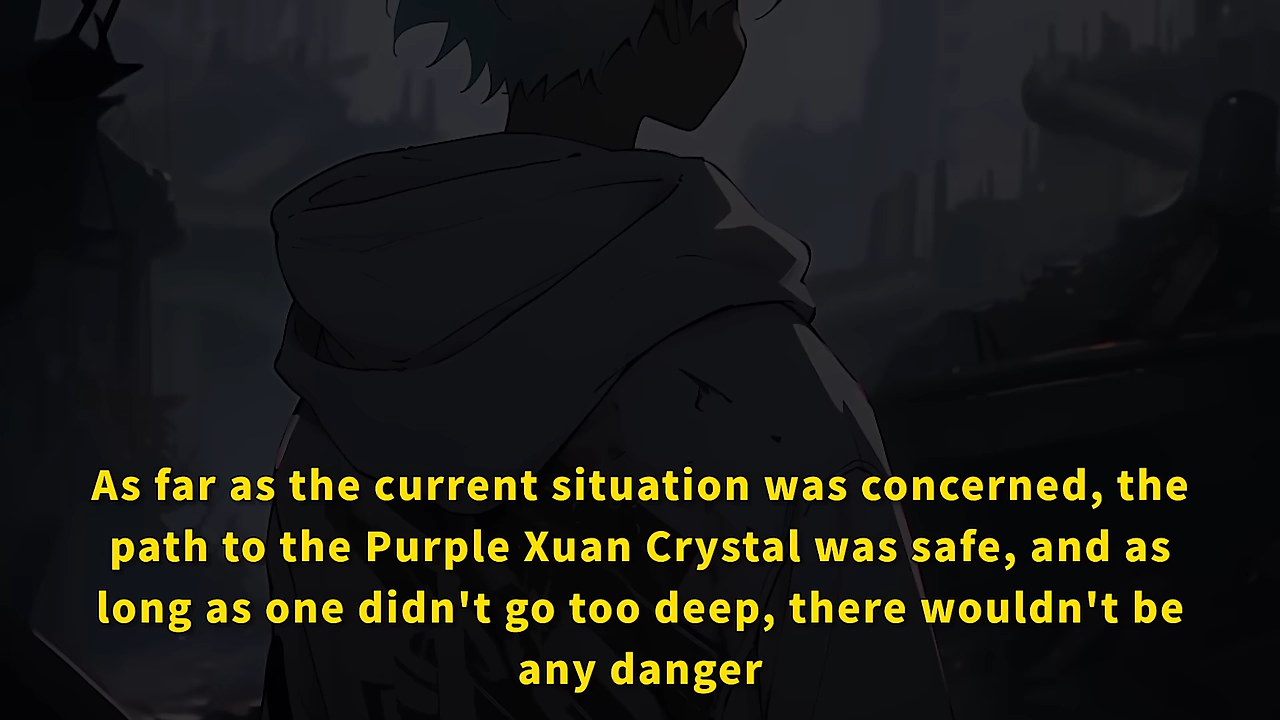 As far as the current situation was concerned, the
path to the Purple Xuan Crystal was safe, and as
long as one didn't go too deep, there wouldn't be
any danger